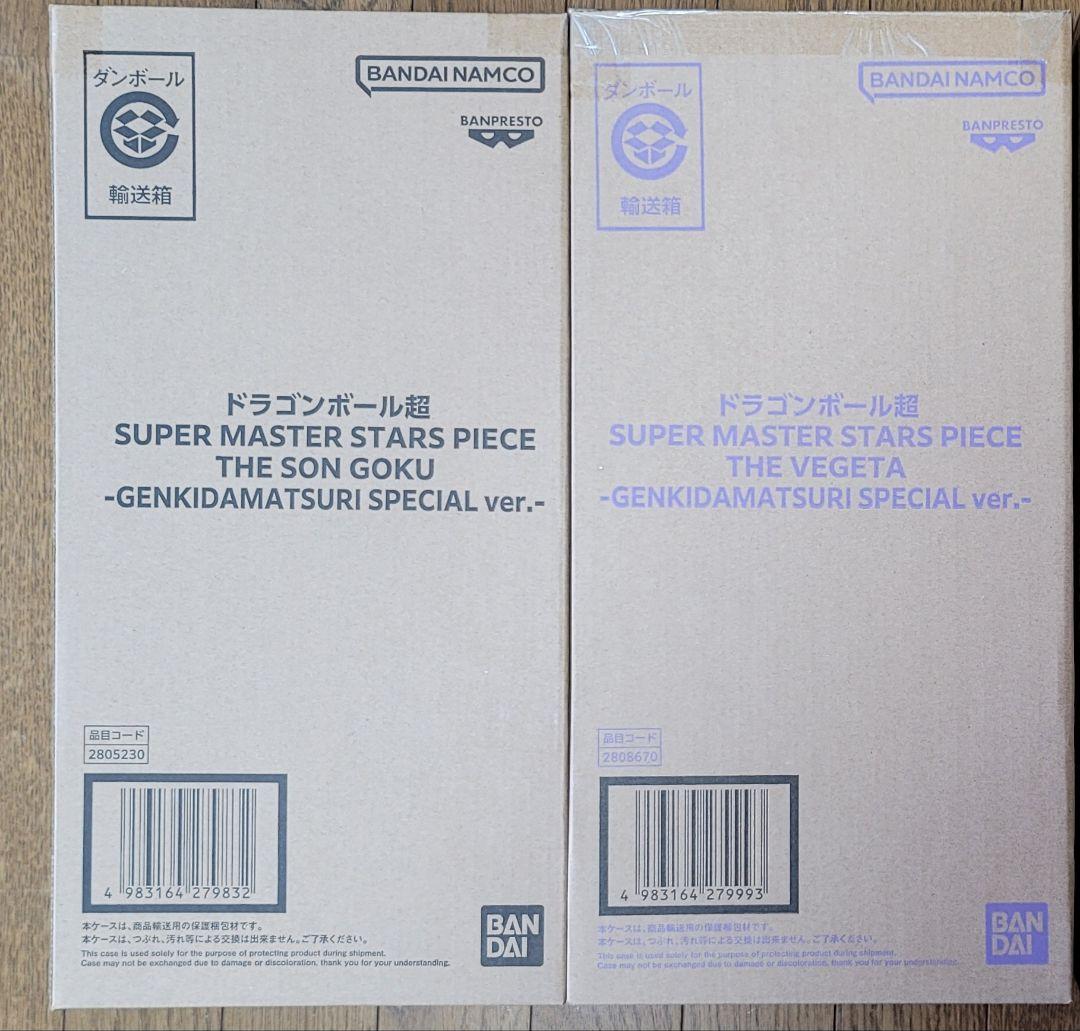 ダンボール
輸送箱
BANDAI NAMCO
BANPRESTO
ドラゴンボール超
SUPER MASTER STARS PIECE
THE SON GOKU
-GENKIDAMATSURI SPECIAL ver.-
品目コード
2805230
4 983164 279832
本ケースは、商品輸送用の保護梱包材です。
本ケースは、つぶれ、汚れ等による交換は出来ません。ご了承ください。
This case is used solely for the purpose of protecting product during shipment.
Case may not be exchanged due to damage or discoloration, thank you for your understanding.
BAN
DAI
ダンボール
輸送箱
BANDAI NAMCO
BANPRESTO
ドラゴンボール超
SUPER MASTER STARS PIECE
THE VEGETA
-GENKIDAMATSURI SPECIAL ver.-
品目コード
2808670
4 983164 279993
本ケースは、商品輸送用の保護梱包材です。
本ケースは、つぶれ、汚れ等による交換は出来ません。ご了承ください。
This case is used solely for the purpose of protecting product during shipment.
Case may not be exchanged due to damage or discoloration, thank you for your understanding.
BAN
DAI